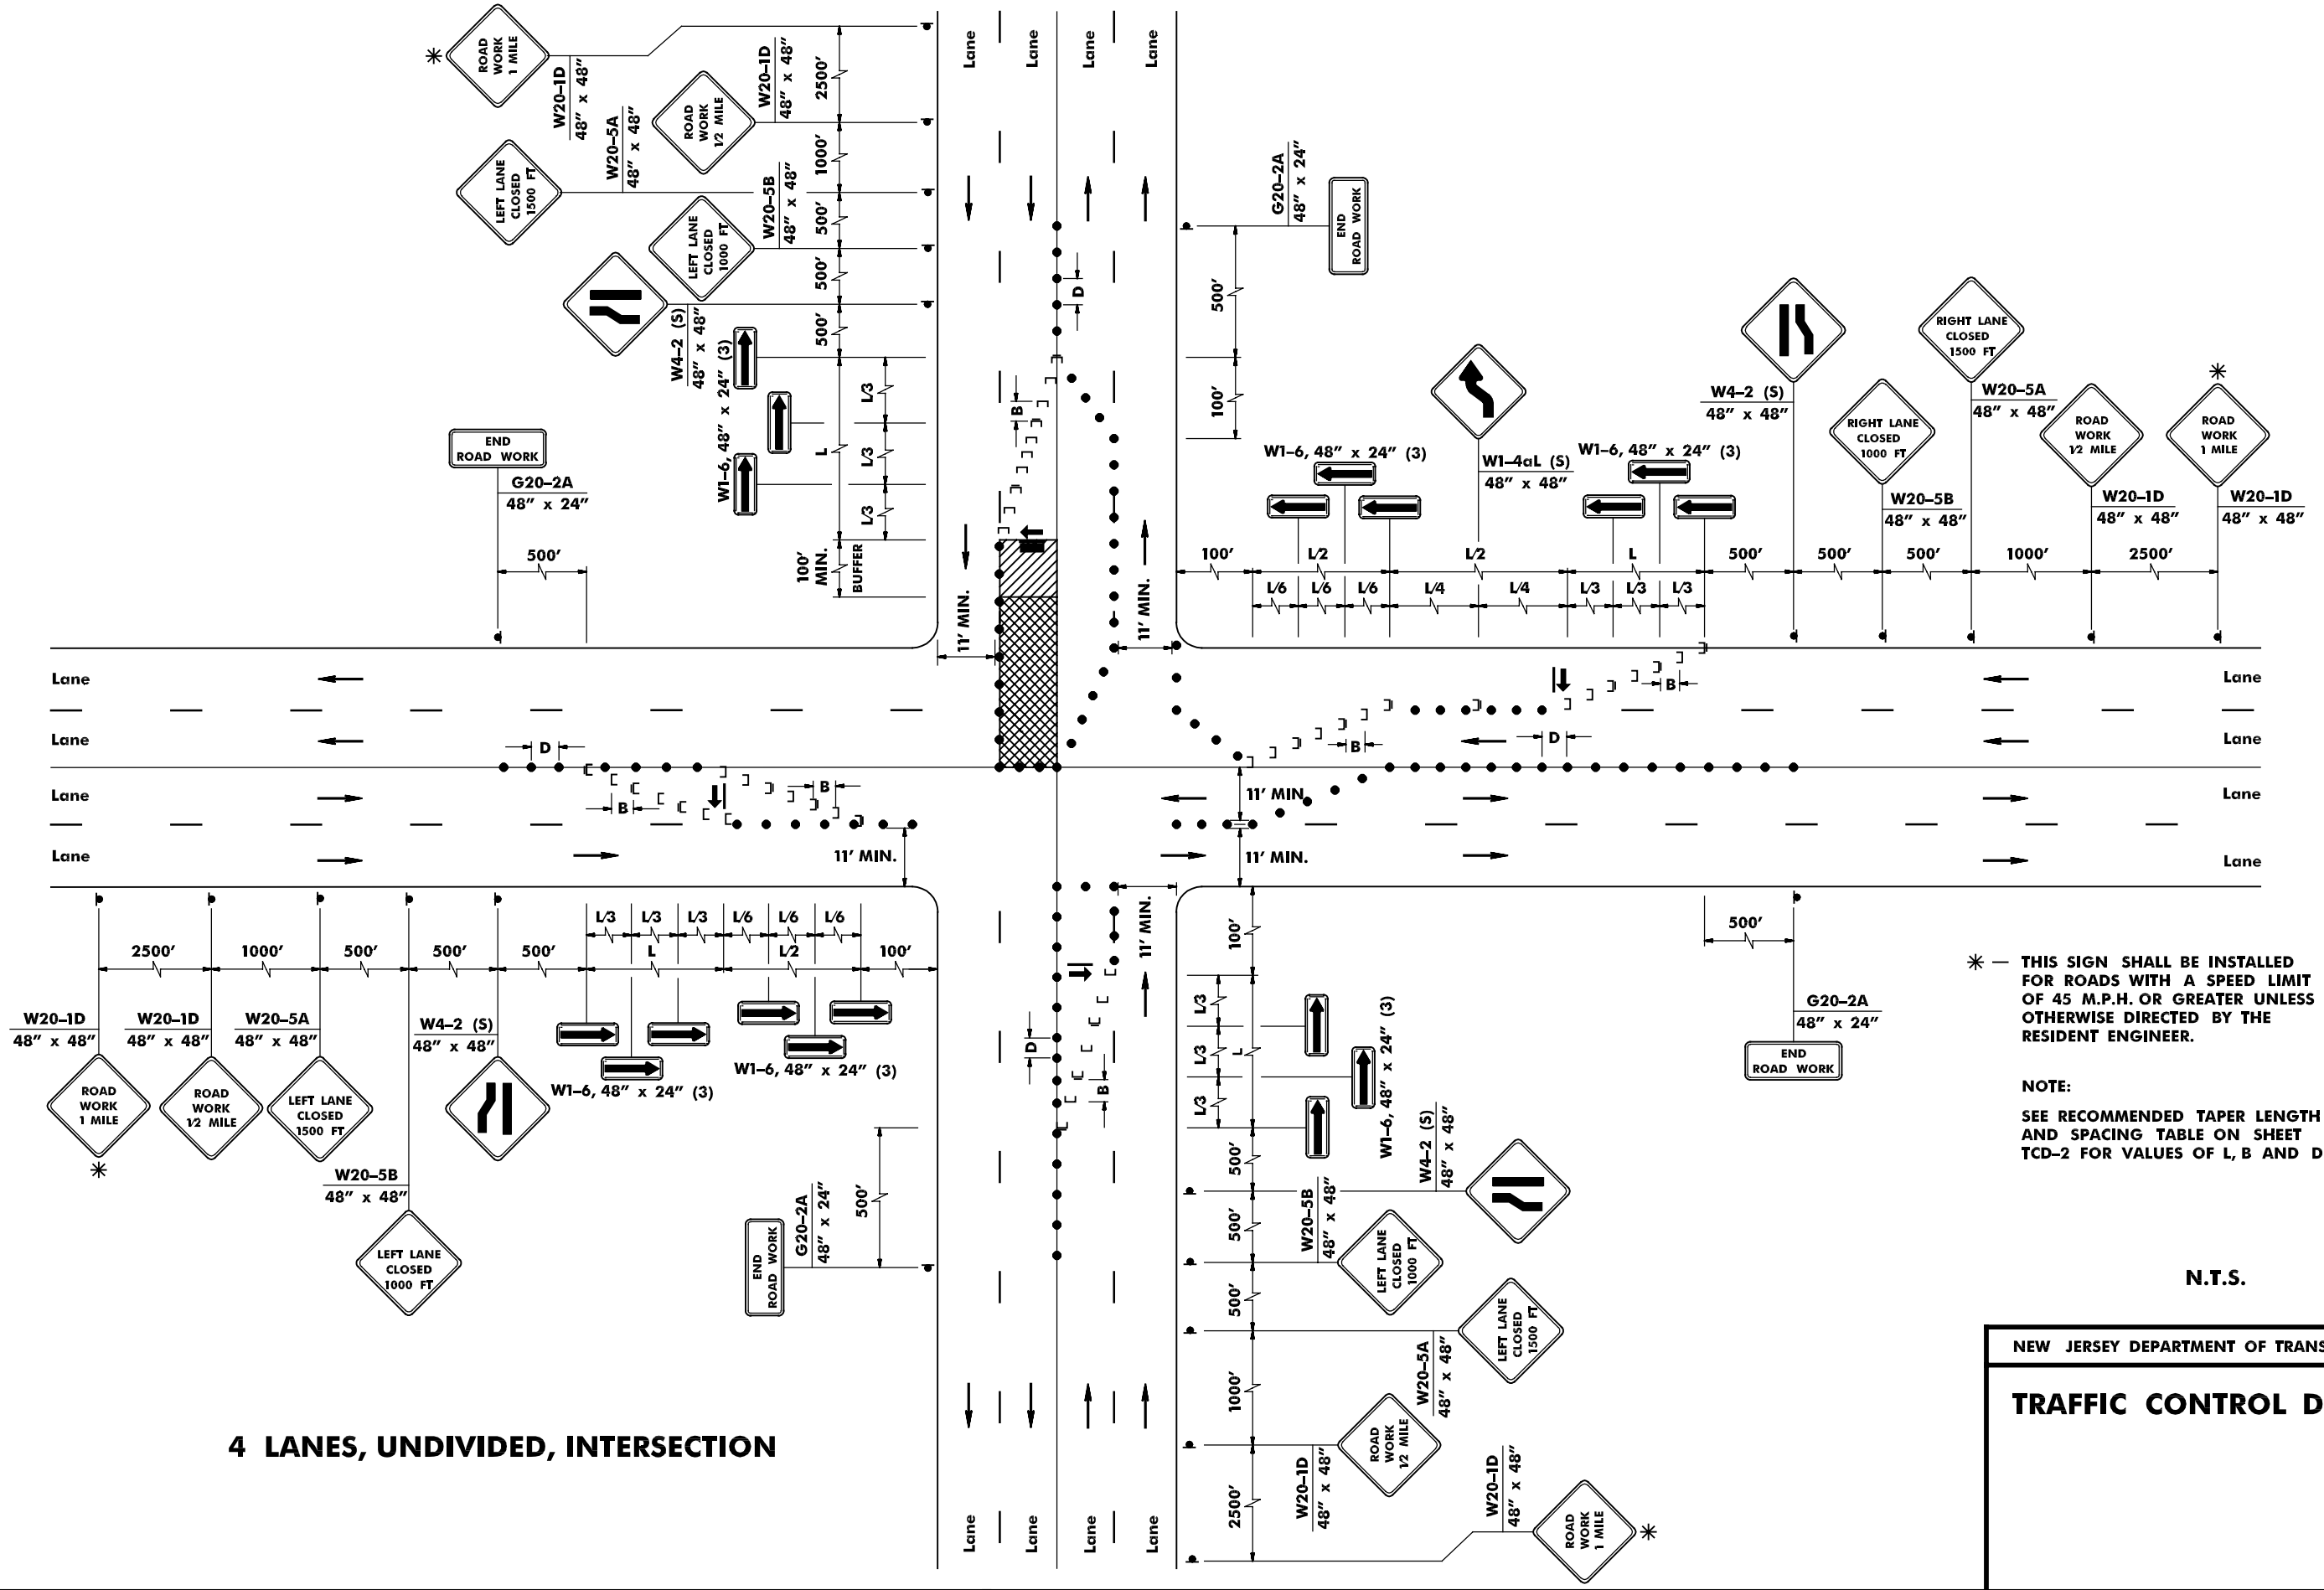 ROAD
WORK
1 MILE
W20-1D
48" x 48"
ROAD
WORK
1/2 MILE
W20-1D
48" x 48"
LEFT LANE
CLOSED
1500 FT
W20-5A
48" x 48"
LEFT LANE
CLOSED
1000 FT
W20-5B
48" x 48"
W4-2 (S)
48" x 48"
W1-6, 48" x 24" (3)
2500'
1000'
500'
500'
500'
L
L/3
L/3
L/3
100'
MIN.
BUFFER
Lane
Lane
Lane
Lane
D
B
11' MIN.
11' MIN.
G20-2A
48" x 24"
END
ROAD WORK
500'
100'
END
ROAD WORK
G20-2A
48" x 24"
500'
W1-6, 48" x 24" (3)
W1-4aL (S)
48" x 48"
W1-6, 48" x 24" (3)
W4-2 (S)
48" x 48"
RIGHT LANE
CLOSED
1000 FT
W20-5B
48" x 48"
RIGHT LANE
CLOSED
1500 FT
W20-5A
48" x 48"
ROAD
WORK
1/2 MILE
W20-1D
48" x 48"
*
ROAD
WORK
1 MILE
W20-1D
48" x 48"
100'
L/2
L/2
L
500'
500'
500'
1000'
2500'
L/6
L/6
L/6
L/4
L/4
L/3
L/3
L/3
Lane
Lane
Lane
Lane
Lane
Lane
Lane
Lane
D
B
B
B
B
D
11' MIN.
11' MIN.
11' MIN.
11' MIN.
L/3
L/3
L/3
L/6
L/6
L/6
2500'
1000'
500'
500'
500'
L
L/2
100'
W20-1D
48" x 48"
ROAD
WORK
1 MILE
*
W20-1D
48" x 48"
ROAD
WORK
1/2 MILE
W20-5A
48" x 48"
LEFT LANE
CLOSED
1500 FT
W20-5B
48" x 48"
LEFT LANE
CLOSED
1000 FT
W4-2 (S)
48" x 48"
W1-6, 48" x 24" (3)
W1-6, 48" x 24" (3)
END
ROAD WORK
G20-2A
48" x 24"
500'
D
B
100'
L/3
L/3
L/3
L
500'
500'
500'
1000'
2500'
W1-6, 48" x 24" (3)
W4-2 (S)
48" x 48"
W20-5B
48" x 48"
LEFT LANE
CLOSED
1000 FT
W20-5A
48" x 48"
LEFT LANE
CLOSED
1500 FT
W20-1D
48" x 48"
ROAD
WORK
1/2 MILE
W20-1D
48" x 48"
ROAD
WORK
1 MILE
*
Lane
Lane
Lane
Lane
500'
G20-2A
48" x 24"
END
ROAD WORK
* — THIS SIGN SHALL BE INSTALLED
FOR ROADS WITH A SPEED LIMIT
OF 45 M.P.H. OR GREATER UNLESS
OTHERWISE DIRECTED BY THE
RESIDENT ENGINEER.
NOTE:
SEE RECOMMENDED TAPER LENGTH
AND SPACING TABLE ON SHEET
TCD-2 FOR VALUES OF L, B AND D
N.T.S.
4 LANES, UNDIVIDED, INTERSECTION
NEW JERSEY DEPARTMENT OF TRANS
TRAFFIC CONTROL D